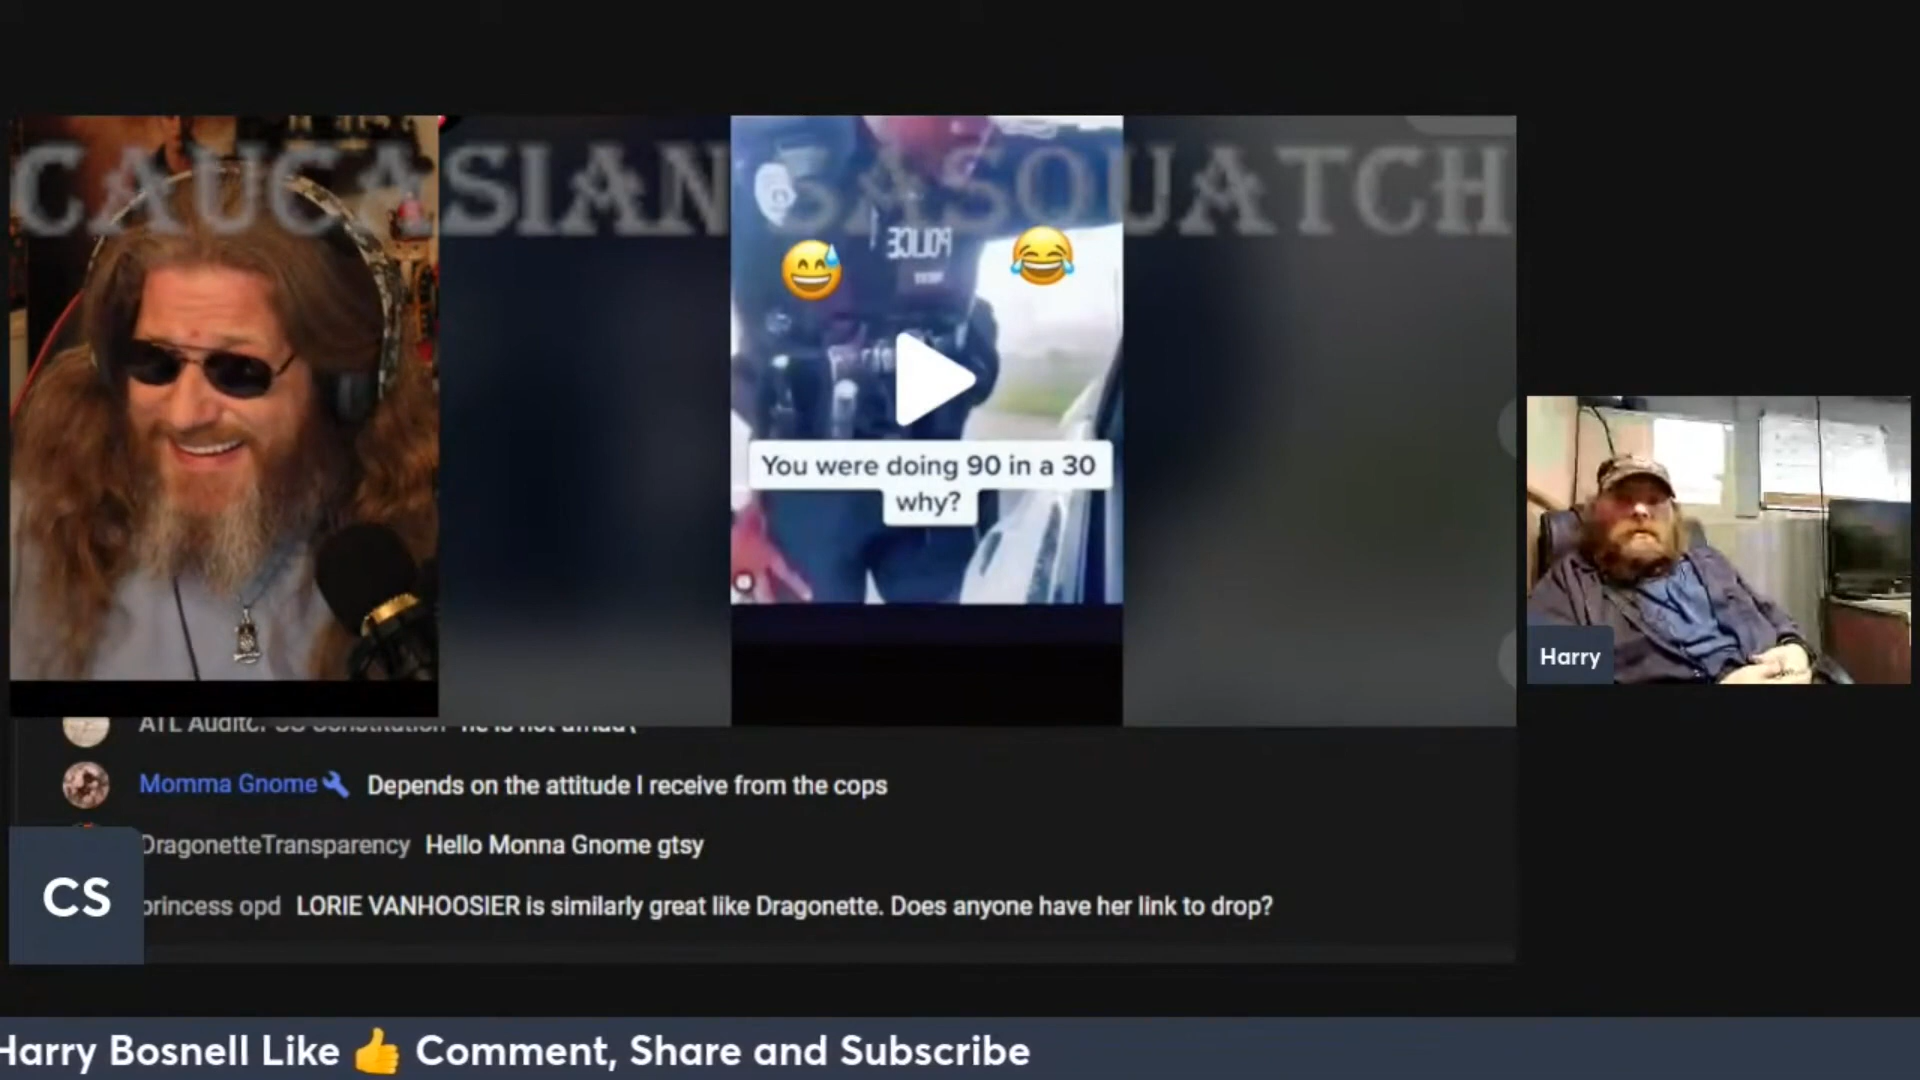 CAUCASIAN SASQUATCH
POLICE
You were doing 90 in a 30
why?
Harry
ATL Auditor
Momma Gnome Depends on the attitude I receive from the cops
DragonetteTransparency Hello Monna Gnome gtsy
princess opd LORIE VANHOOSIER is similarly great like Dragonette. Does anyone have her link to drop?
CS
Harry Bosnell Like 👍 Comment, Share and Subscribe